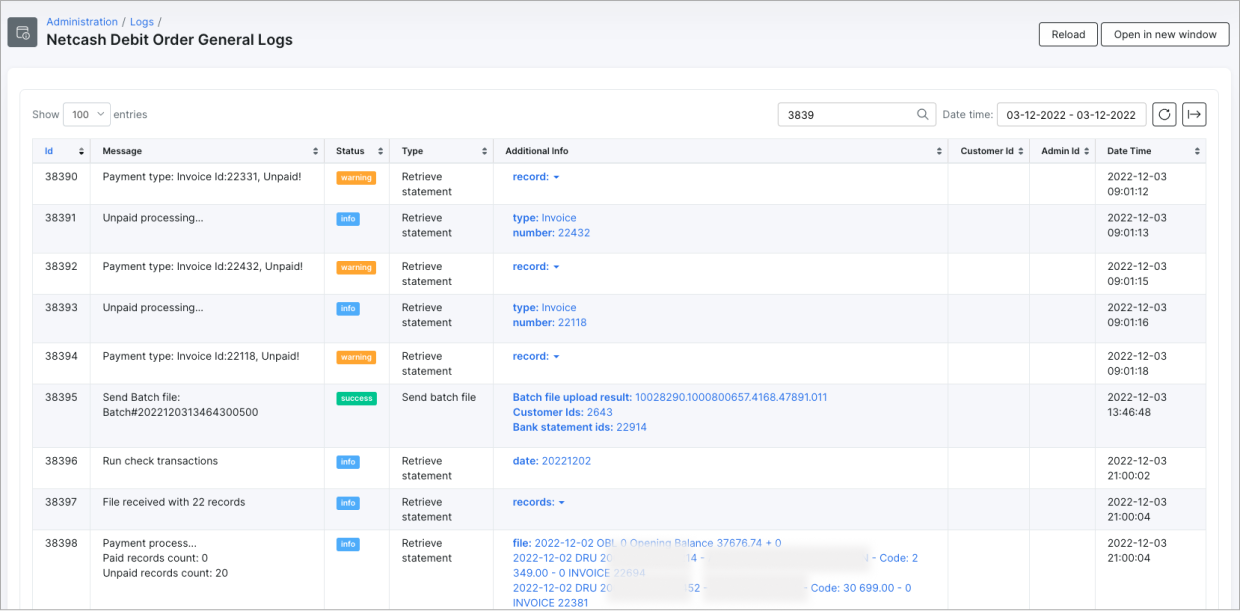 Administration / Logs /
Netcash Debit Order General Logs
Reload
Open in new window
Show 100 entries
3839
Date time: 03-12-2022 - 03-12-2022
Id Message Status Type Additional Info Customer Id Admin Id Date Time
38390 Payment type: Invoice Id:22331, Unpaid! warning Retrieve record: 2022-12-03
statement 09:01:12
38391 Unpaid processing... info Retrieve type: Invoice 2022-12-03
statement number: 22432 09:01:13
38392 Payment type: Invoice Id:22432, Unpaid! warning Retrieve record: 2022-12-03
statement 09:01:15
38393 Unpaid processing... info Retrieve type: Invoice 2022-12-03
statement number: 22118 09:01:16
38394 Payment type: Invoice Id:22118, Unpaid! warning Retrieve record: 2022-12-03
statement 09:01:18
38395 Send Batch file: success Send batch file Batch file upload result: 10028290.1000800657.4168.47891.011 2022-12-03
Batch#2022120313464300500 Customer Ids: 2643 13:46:48
Bank statement ids: 22914
38396 Run check transactions info Retrieve date: 20221202 2022-12-03
statement 21:00:02
38397 File received with 22 records info Retrieve records: 2022-12-03
statement 21:00:04
38398 Payment process... info Retrieve file: 2022-12-02 OBL 0 Opening Balance 37676.74 + 0 2022-12-03
Paid records count: 0 statement 2022-12-02 DRU - Code: 2 21:00:04
Unpaid records count: 20 349.00 - 0 INVOICE 22694
2022-12-02 DRU - Code: 30 699.00 - 0
INVOICE 22381